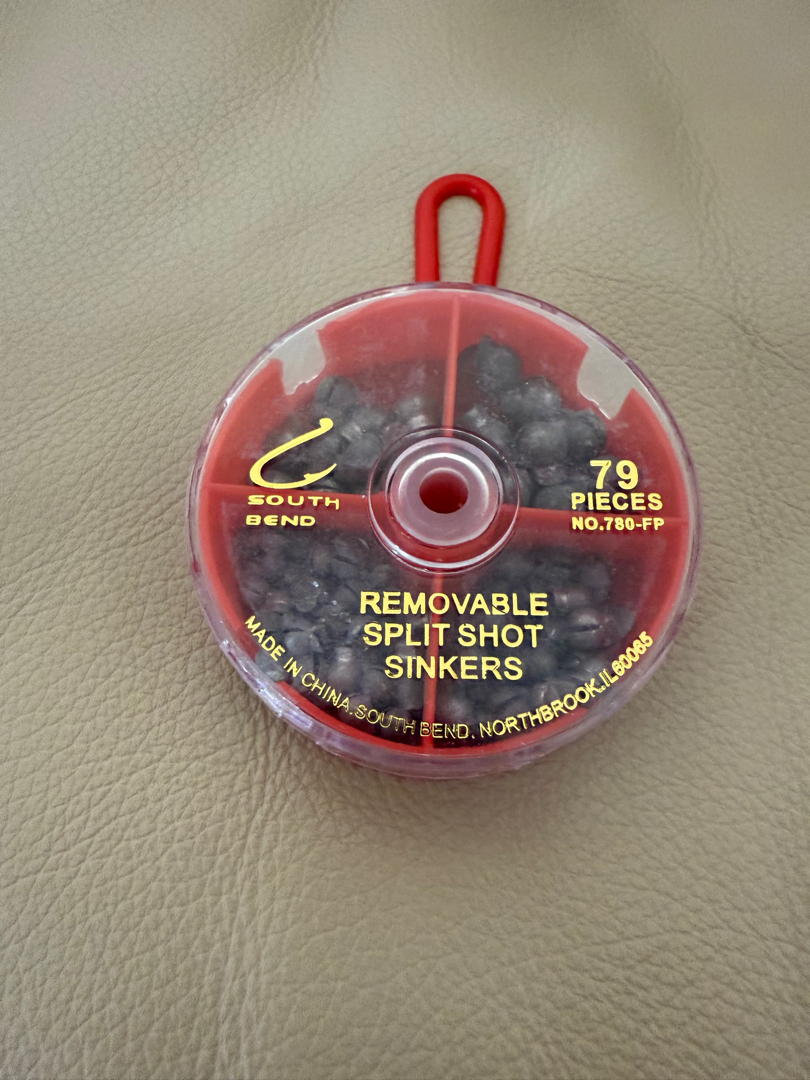 SOUTH
BEND
79
PIECES
NO.780-FP
REMOVABLE
SPLIT SHOT
SINKERS
MADE IN CHINA.SOUTH BEND. NORTHBROOK.IL60065